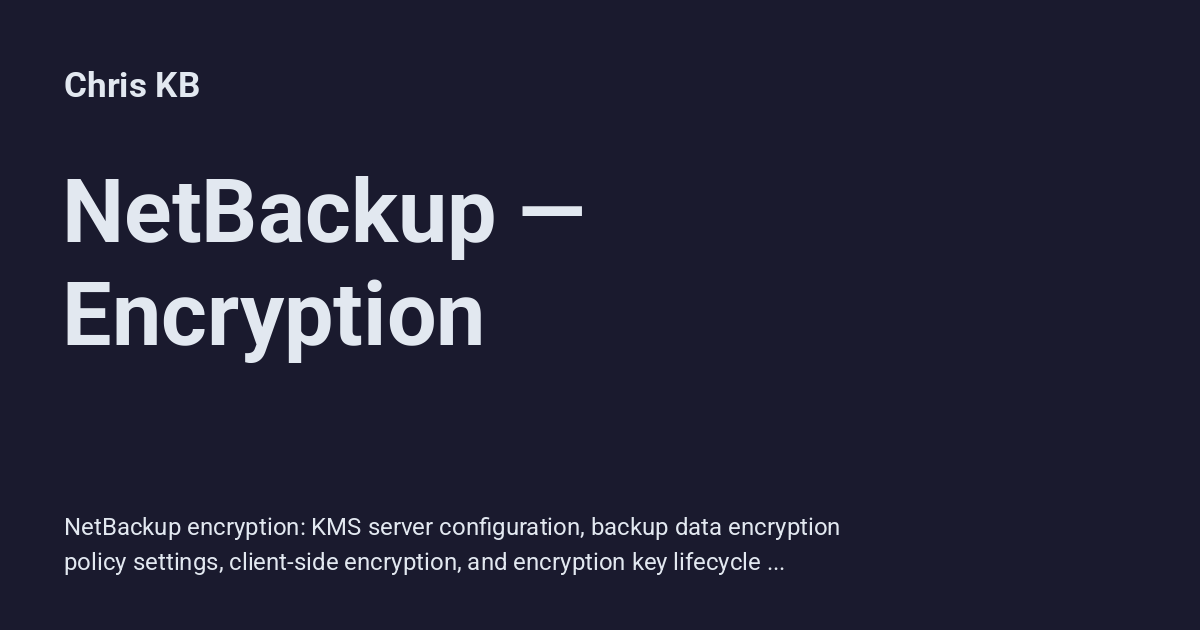 Chris KB
NetBackup —
Encryption
NetBackup encryption: KMS server configuration, backup data encryption
policy settings, client-side encryption, and encryption key lifecycle ...